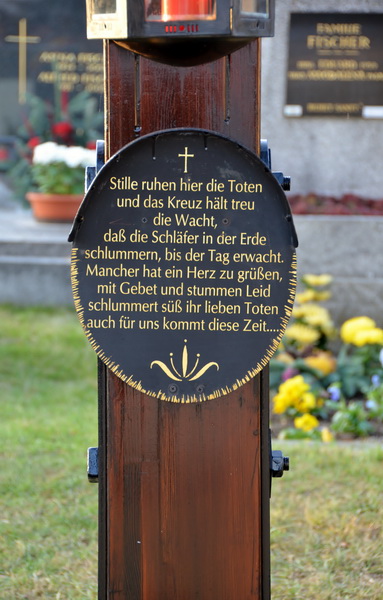 Stille ruhen hier die Toten
und das Kreuz hält treu
die Wacht,
daß die Schläfer in der Erde
schlummern, bis der Tag erwacht.
Mancher hat ein Herz zu grüßen,
mit Gebet und stummen Leid
schlummert süß ihr lieben Toten
auch für uns kommt diese Zeit....
FAMILIE
FISCHER